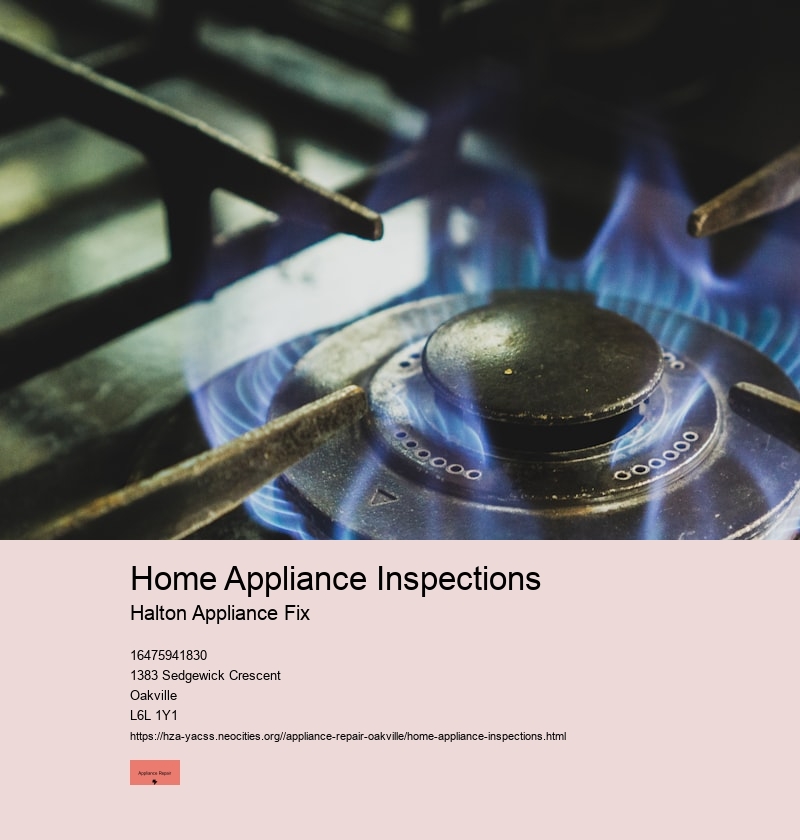 Home Appliance Inspections
Halton Appliance Fix
16475941830
1383 Sedgewick Crescent
Oakville
L6L 1Y1
https://hza-yacss.neocities.org//appliance-repair-oakville/home-appliance-inspections.html
Appliance Repair